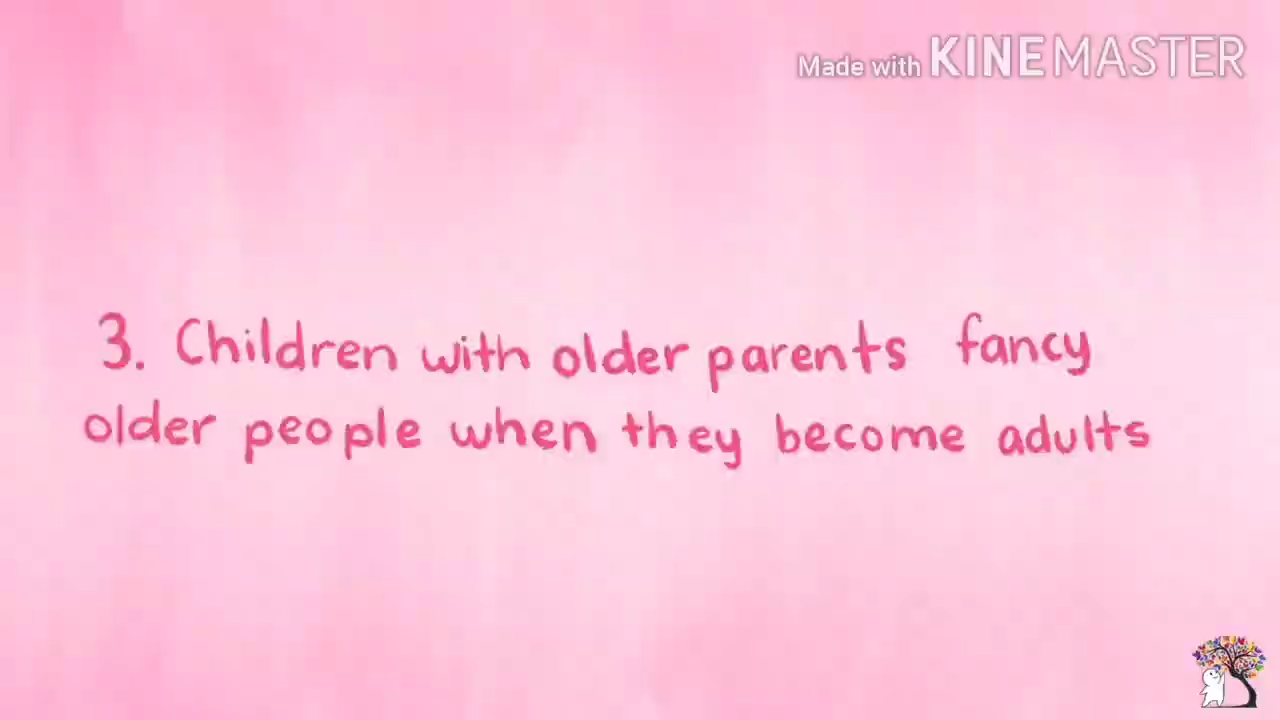 Made with KINEMASTER
3. Children with older parents fancy
older people when they become adults